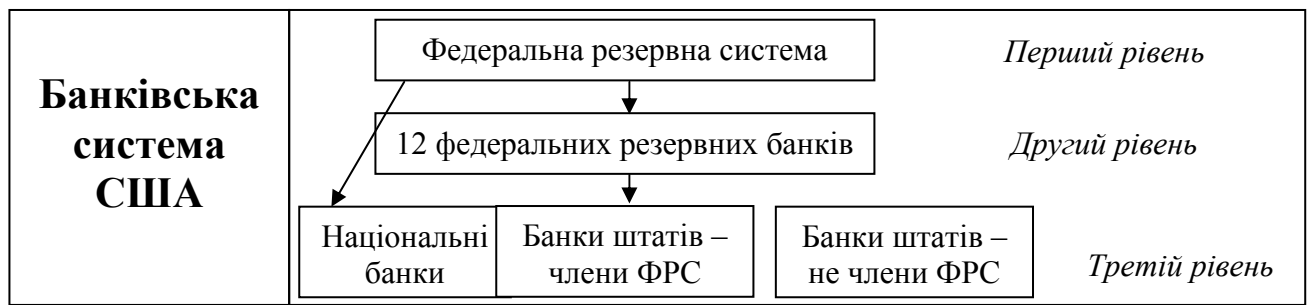 Банківська
система
США
Федеральна резервна система
Перший рівень
12 федеральних резервних банків
Другий рівень
Національні
банки
Банки штатів –
члени ФРС
Банки штатів –
не члени ФРС
Третій рівень